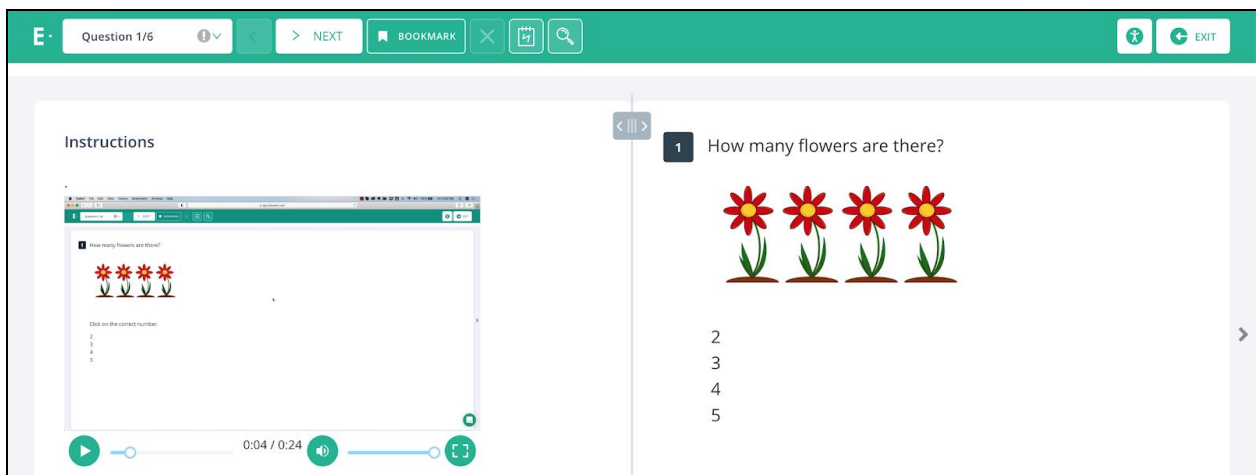 E·
Question 1/6
NEXT
BOOKMARK
EXIT
Instructions
.
1 How many flowers are there?
Click on the correct number.
2
3
4
5
0:04 / 0:24
1 How many flowers are there?
2
3
4
5